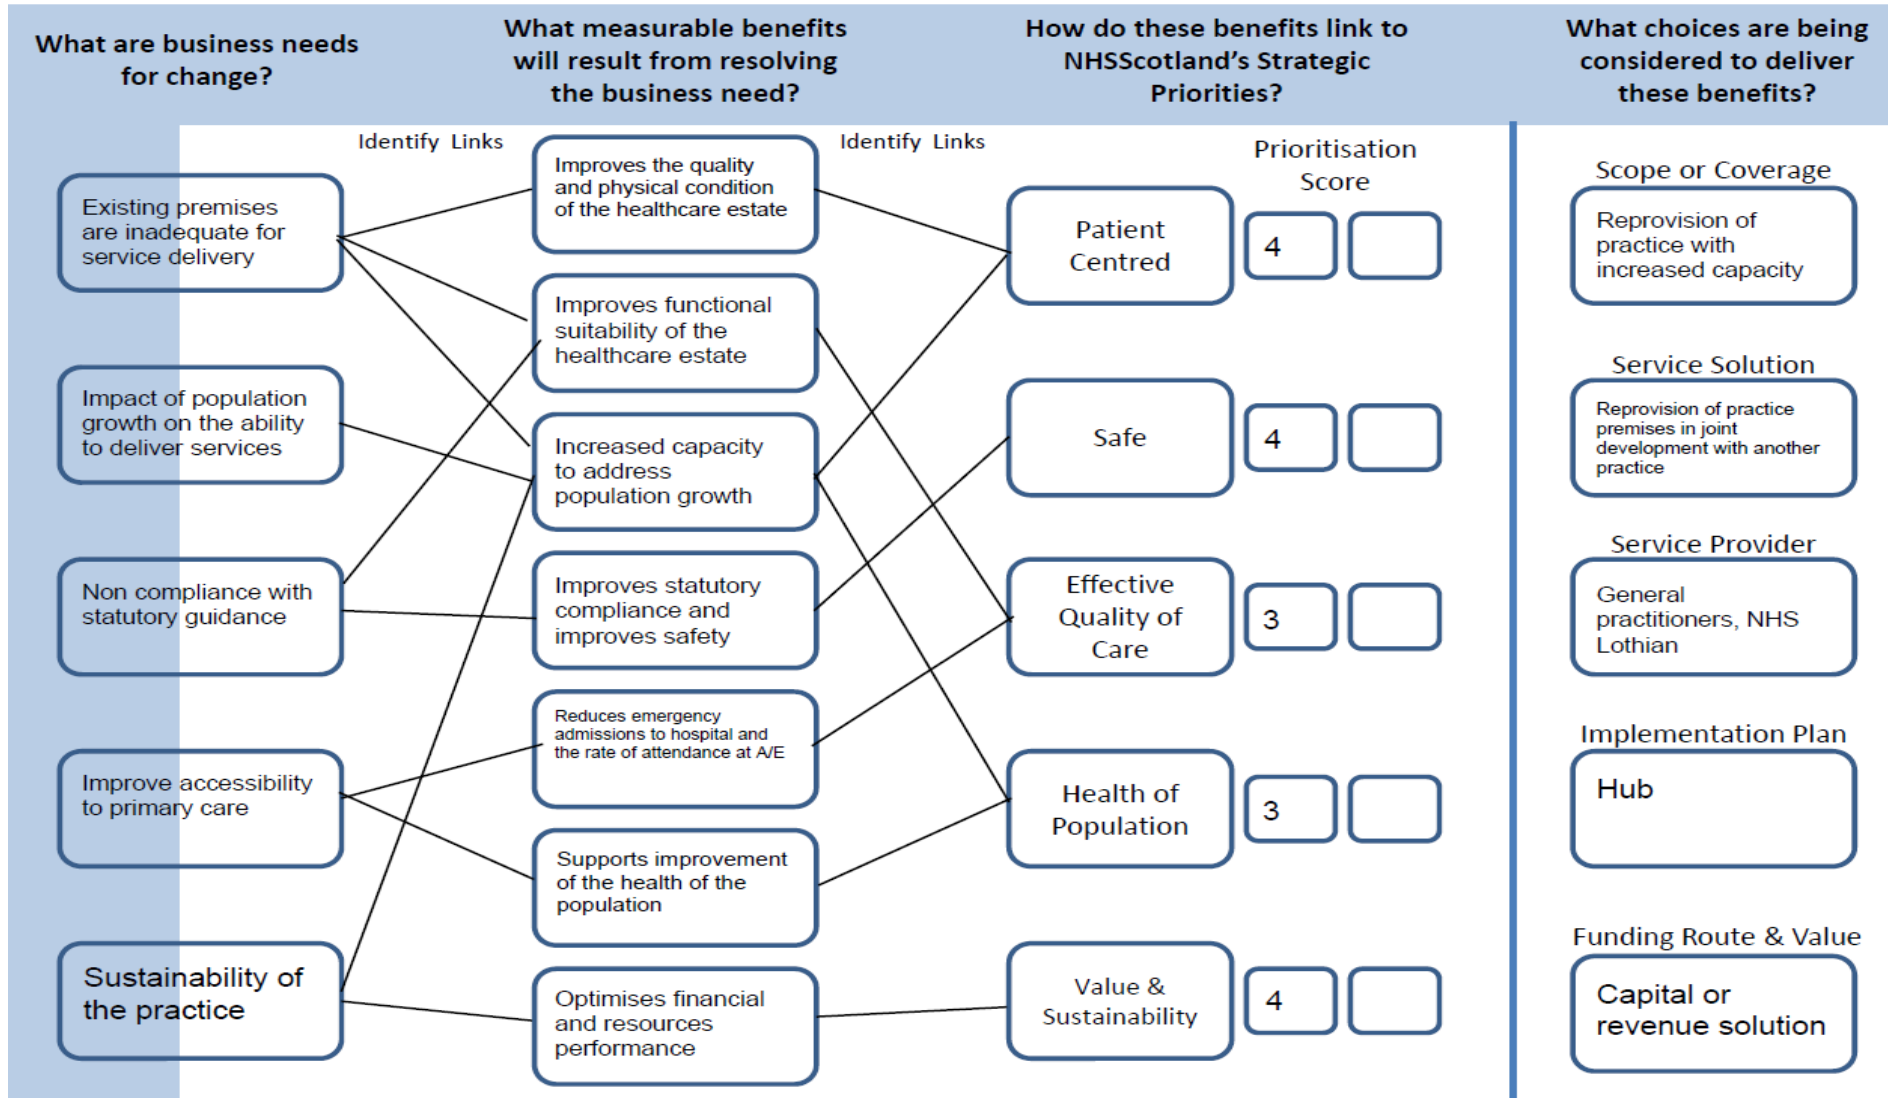 What are business needs
for change?
What measurable benefits
will result from resolving
the business need?
How do these benefits link to
NHSScotland’s Strategic
Priorities?
What choices are being
considered to deliver
these benefits?
Identify Links
Identify Links
Prioritisation
Score
Existing premises
are inadequate for
service delivery
Impact of population
growth on the ability
to deliver services
Non compliance with
statutory guidance
Improve accessibility
to primary care
Sustainability of
the practice
Improves the quality
and physical condition
of the healthcare estate
Improves functional
suitability of the
healthcare estate
Increased capacity
to address
population growth
Improves statutory
compliance and
improves safety
Reduces emergency
admissions to hospital and
the rate of attendance at A/E
Supports improvement
of the health of the
population
Optimises financial
and resources
performance
Patient
Centred
4
Safe
4
Effective
Quality of
Care
3
Health of
Population
3
Value &
Sustainability
4
Scope or Coverage
Reprovision of
practice with
increased capacity
Service Solution
Reprovision of practice
premises in joint
development with another
practice
Service Provider
General
practitioners, NHS
Lothian
Implementation Plan
Hub
Funding Route & Value
Capital or
revenue solution